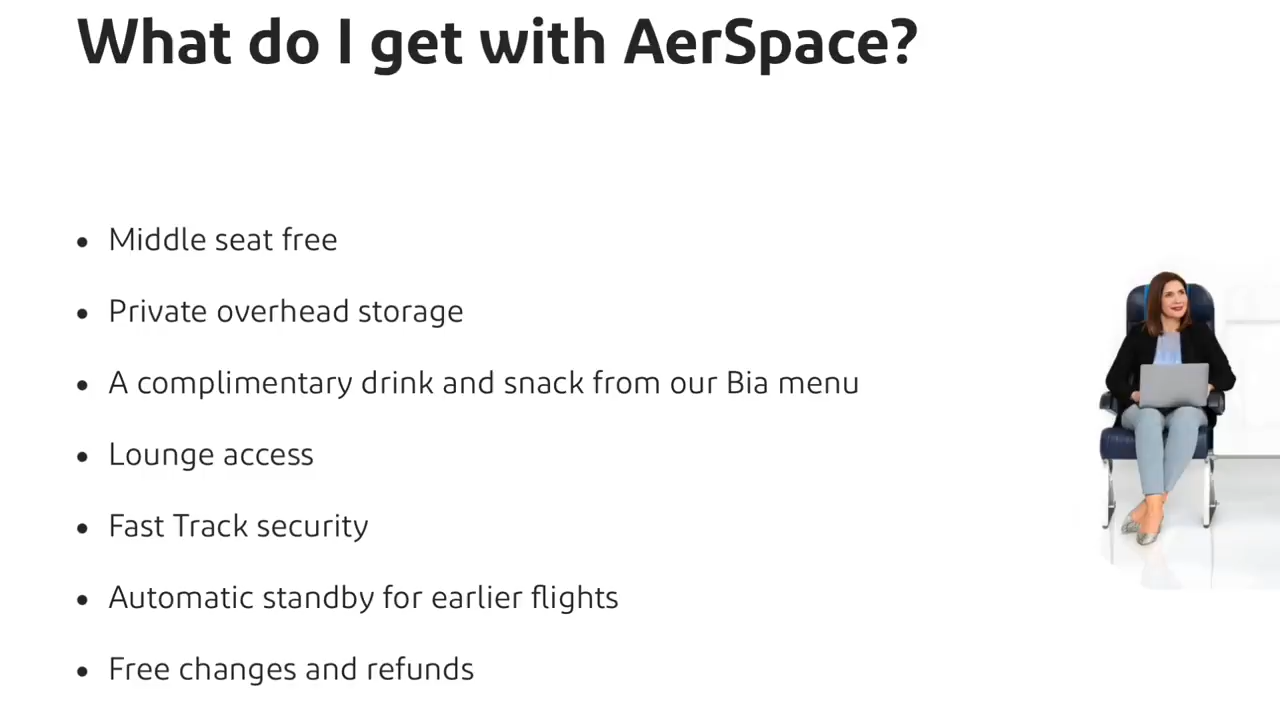 What do I get with AerSpace?
• Middle seat free
• Private overhead storage
• A complimentary drink and snack from our Bia menu
• Lounge access
• Fast Track security
• Automatic standby for earlier flights
• Free changes and refunds